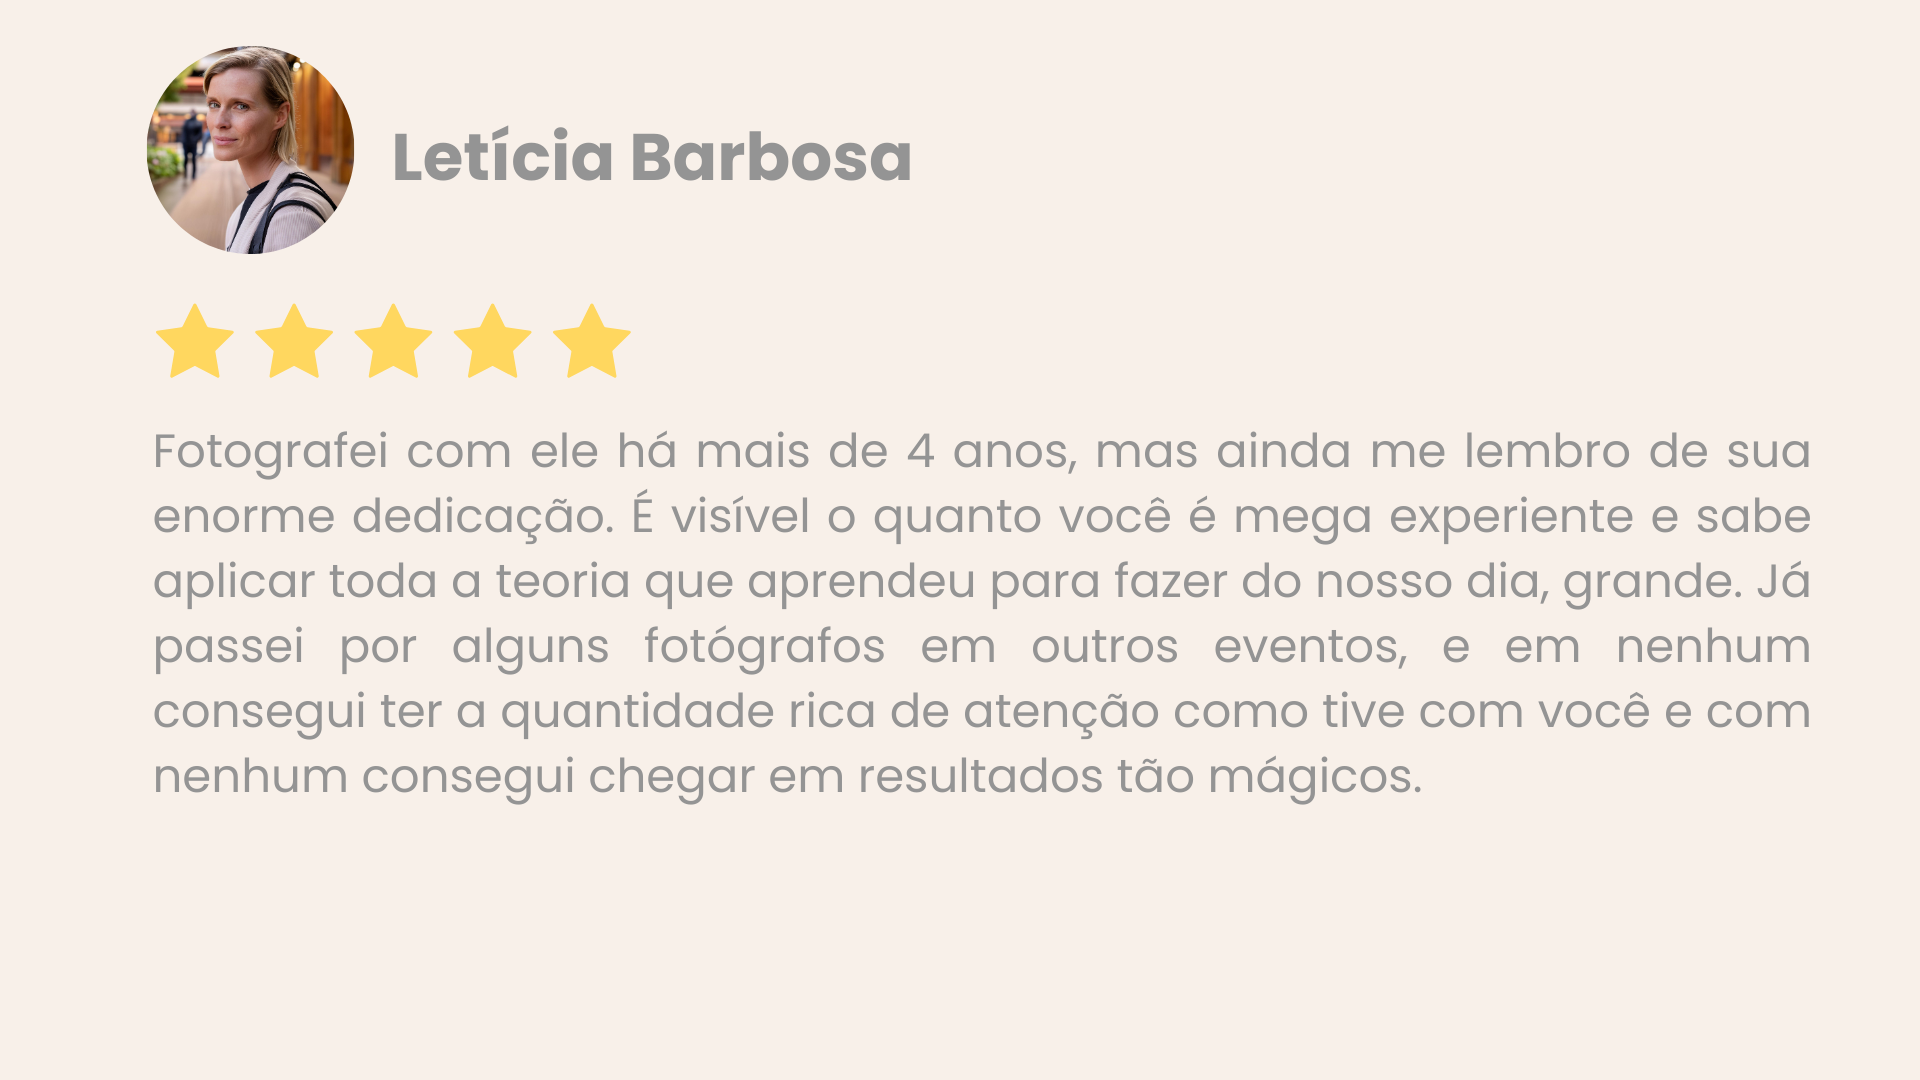 Letícia Barbosa
Fotografei com ele há mais de 4 anos, mas ainda me lembro de sua
enorme dedicação. É visível o quanto você é mega experiente e sabe
aplicar toda a teoria que aprendeu para fazer do nosso dia, grande. Já
passei por alguns fotógrafos em outros eventos, e em nenhum
consegui ter a quantidade rica de atenção como tive com você e com
nenhum consegui chegar em resultados tão mágicos.